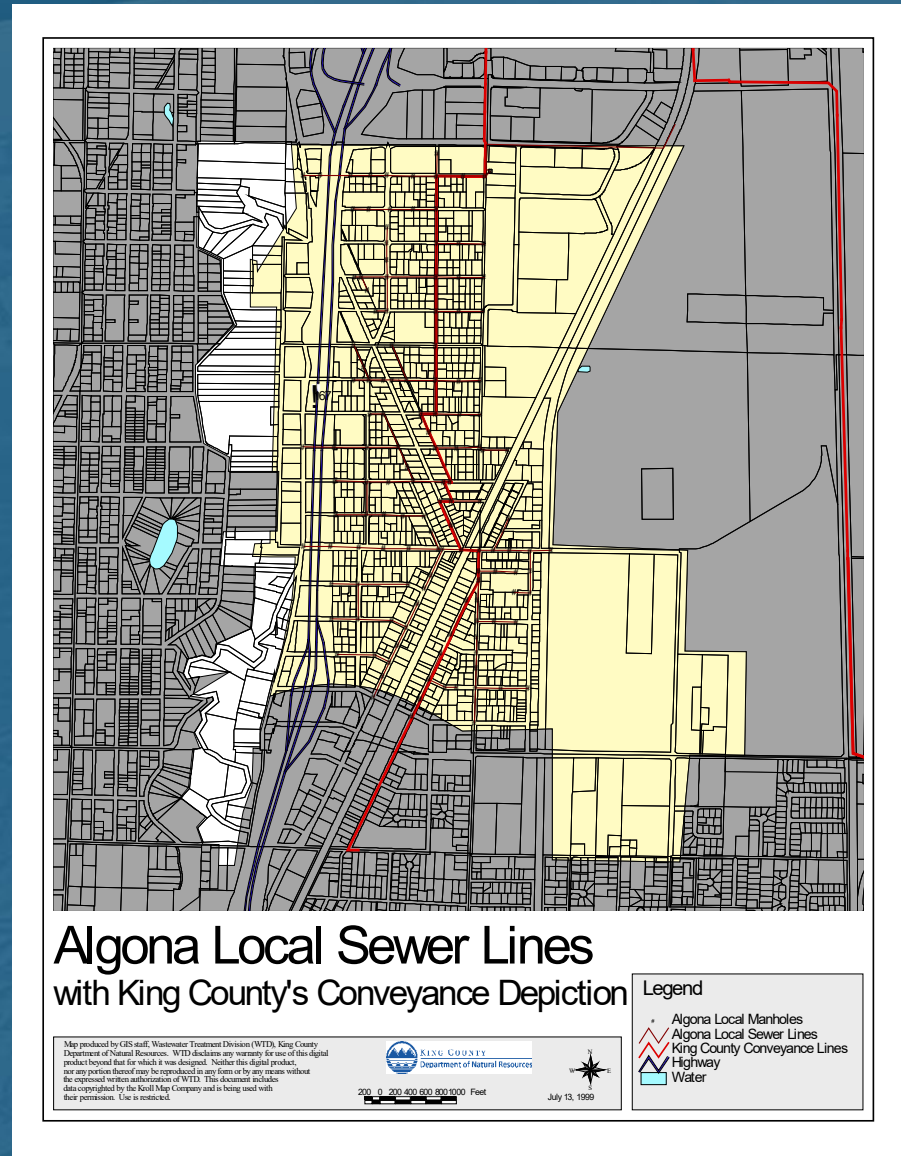 167
Algona Local Sewer Lines
with King County's Conveyance Depiction
Map produced by GIS staff, Wastewater Treatment Division (WTD), King County
Department of Natural Resources. WTD disclaims any warranty for use of this digital
product beyond that for which it was designed. Neither this digital product,
nor any portion thereof may be reproduced in any form or by any means without
the expressed written authorization of WTD. This document includes
data copyrighted by the Kroll Map Company and is being used with
their permission. Use is restricted.
KING COUNTY
Department of Natural Resources
200 0 200 400 600 800 1000 Feet
N
W E
S
July 13, 1999
Legend
Algona Local Manholes
Algona Local Sewer Lines
King County Conveyance Lines
Highway
Water